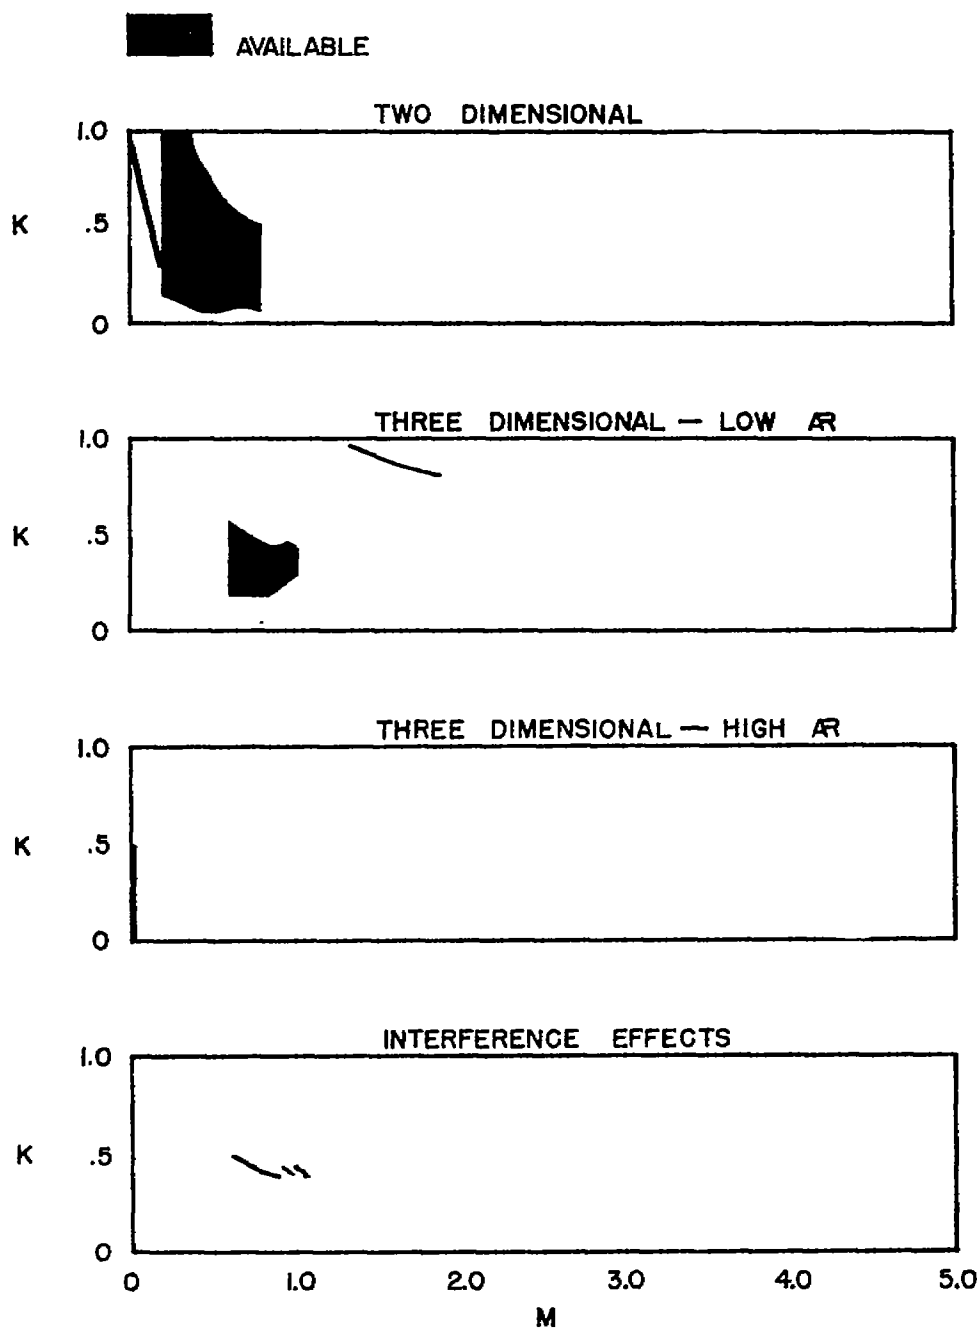 AVAILABLE
TWO DIMENSIONAL
1.0
K .5
0
THREE DIMENSIONAL — LOW AR
1.0
K .5
0
THREE DIMENSIONAL — HIGH AR
1.0
K .5
0
INTERFERENCE EFFECTS
1.0
K .5
0
0 1.0 2.0 3.0 4.0 5.0
M